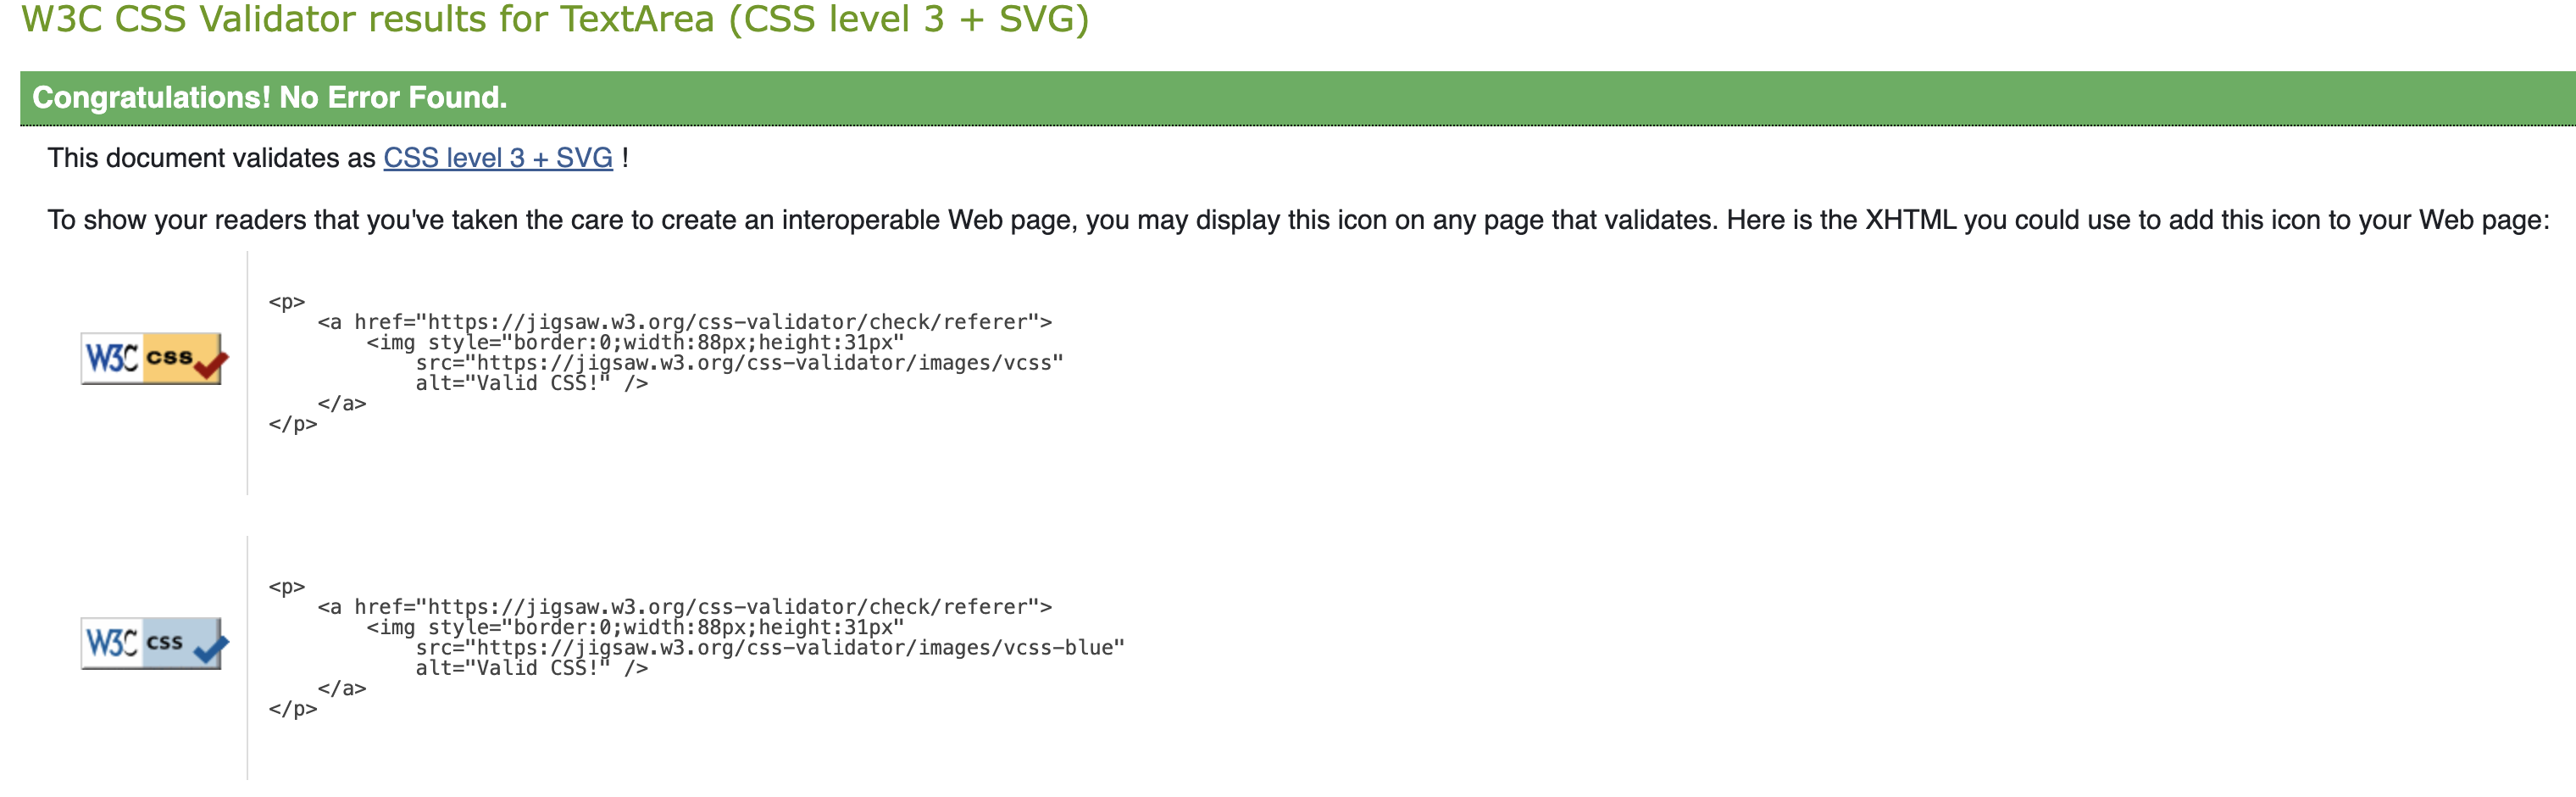 W3C CSS Validator results for TextArea (CSS level 3 + SVG)
Congratulations! No Error Found.
This document validates as CSS level 3 + SVG !
To show your readers that you've taken the care to create an interoperable Web page, you may display this icon on any page that validates. Here is the XHTML you could use to add this icon to your Web page:
W3C css
<p>
    <a href="https://jigsaw.w3.org/css-validator/check/referer">
        <img style="border:0;width:88px;height:31px"
            src="https://jigsaw.w3.org/css-validator/images/vcss"
            alt="Valid CSS!" />
    </a>
</p>
W3C css
<p>
    <a href="https://jigsaw.w3.org/css-validator/check/referer">
        <img style="border:0;width:88px;height:31px"
            src="https://jigsaw.w3.org/css-validator/images/vcss-blue"
            alt="Valid CSS!" />
    </a>
</p>